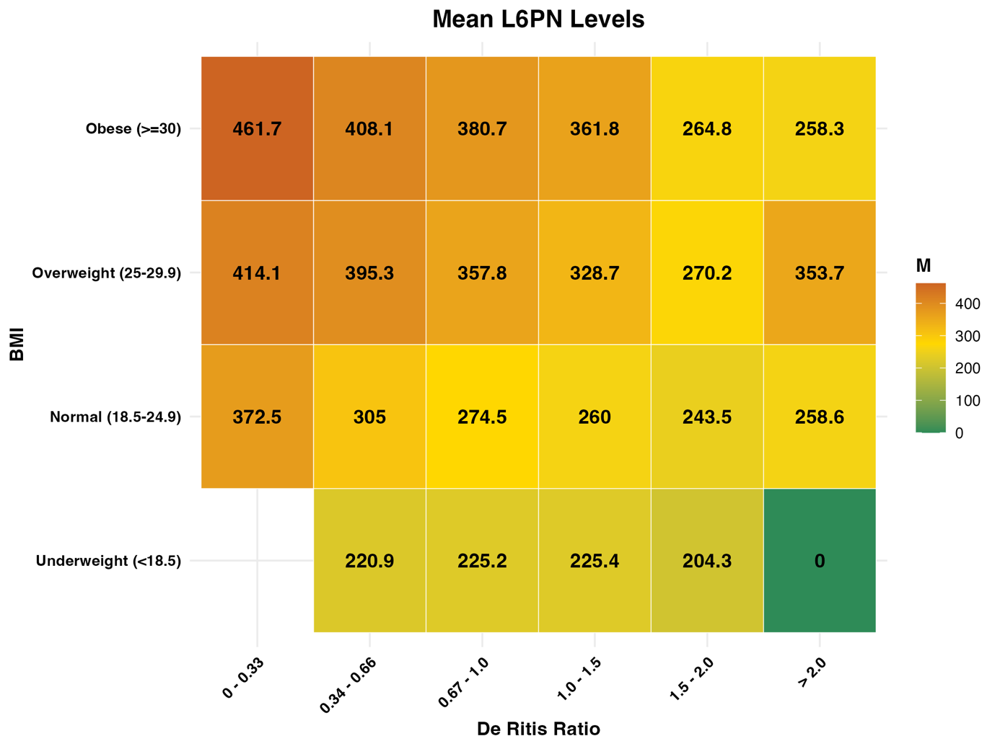 Mean L6PN Levels
Obese (>=30) 461.7 408.1 380.7 361.8 264.8 258.3
Overweight (25-29.9) 414.1 395.3 357.8 328.7 270.2 353.7
Normal (18.5-24.9) 372.5 305 274.5 260 243.5 258.6
Underweight (<18.5) 220.9 225.2 225.4 204.3 0
BMI
0 - 0.33 0.34 - 0.66 0.67 - 1.0 1.0 - 1.5 1.5 - 2.0 > 2.0
De Ritis Ratio
M
400
300
200
100
0